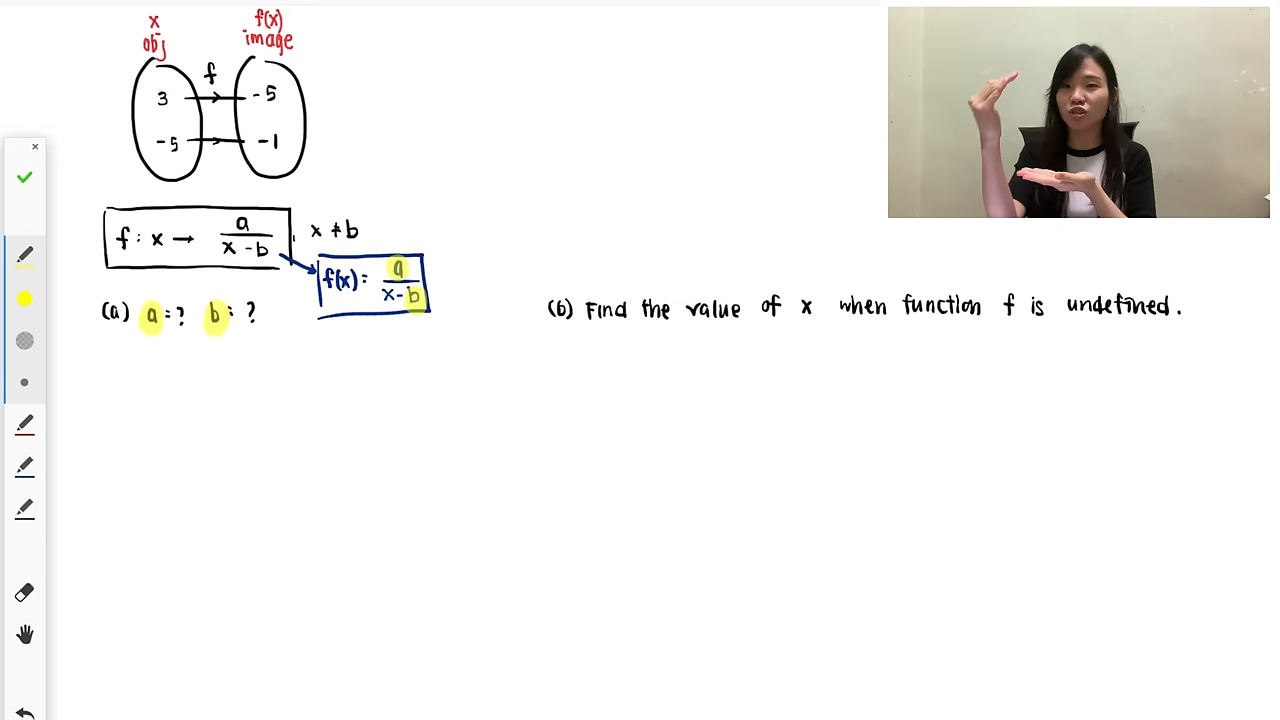 x f(x)
obj image
f
3 -5
-5 -1
f : x → a/(x-b), x ≠ b
f(x) = a/(x-b)
(a) a = ? b = ?
(b) Find the value of x when function f is undefined.